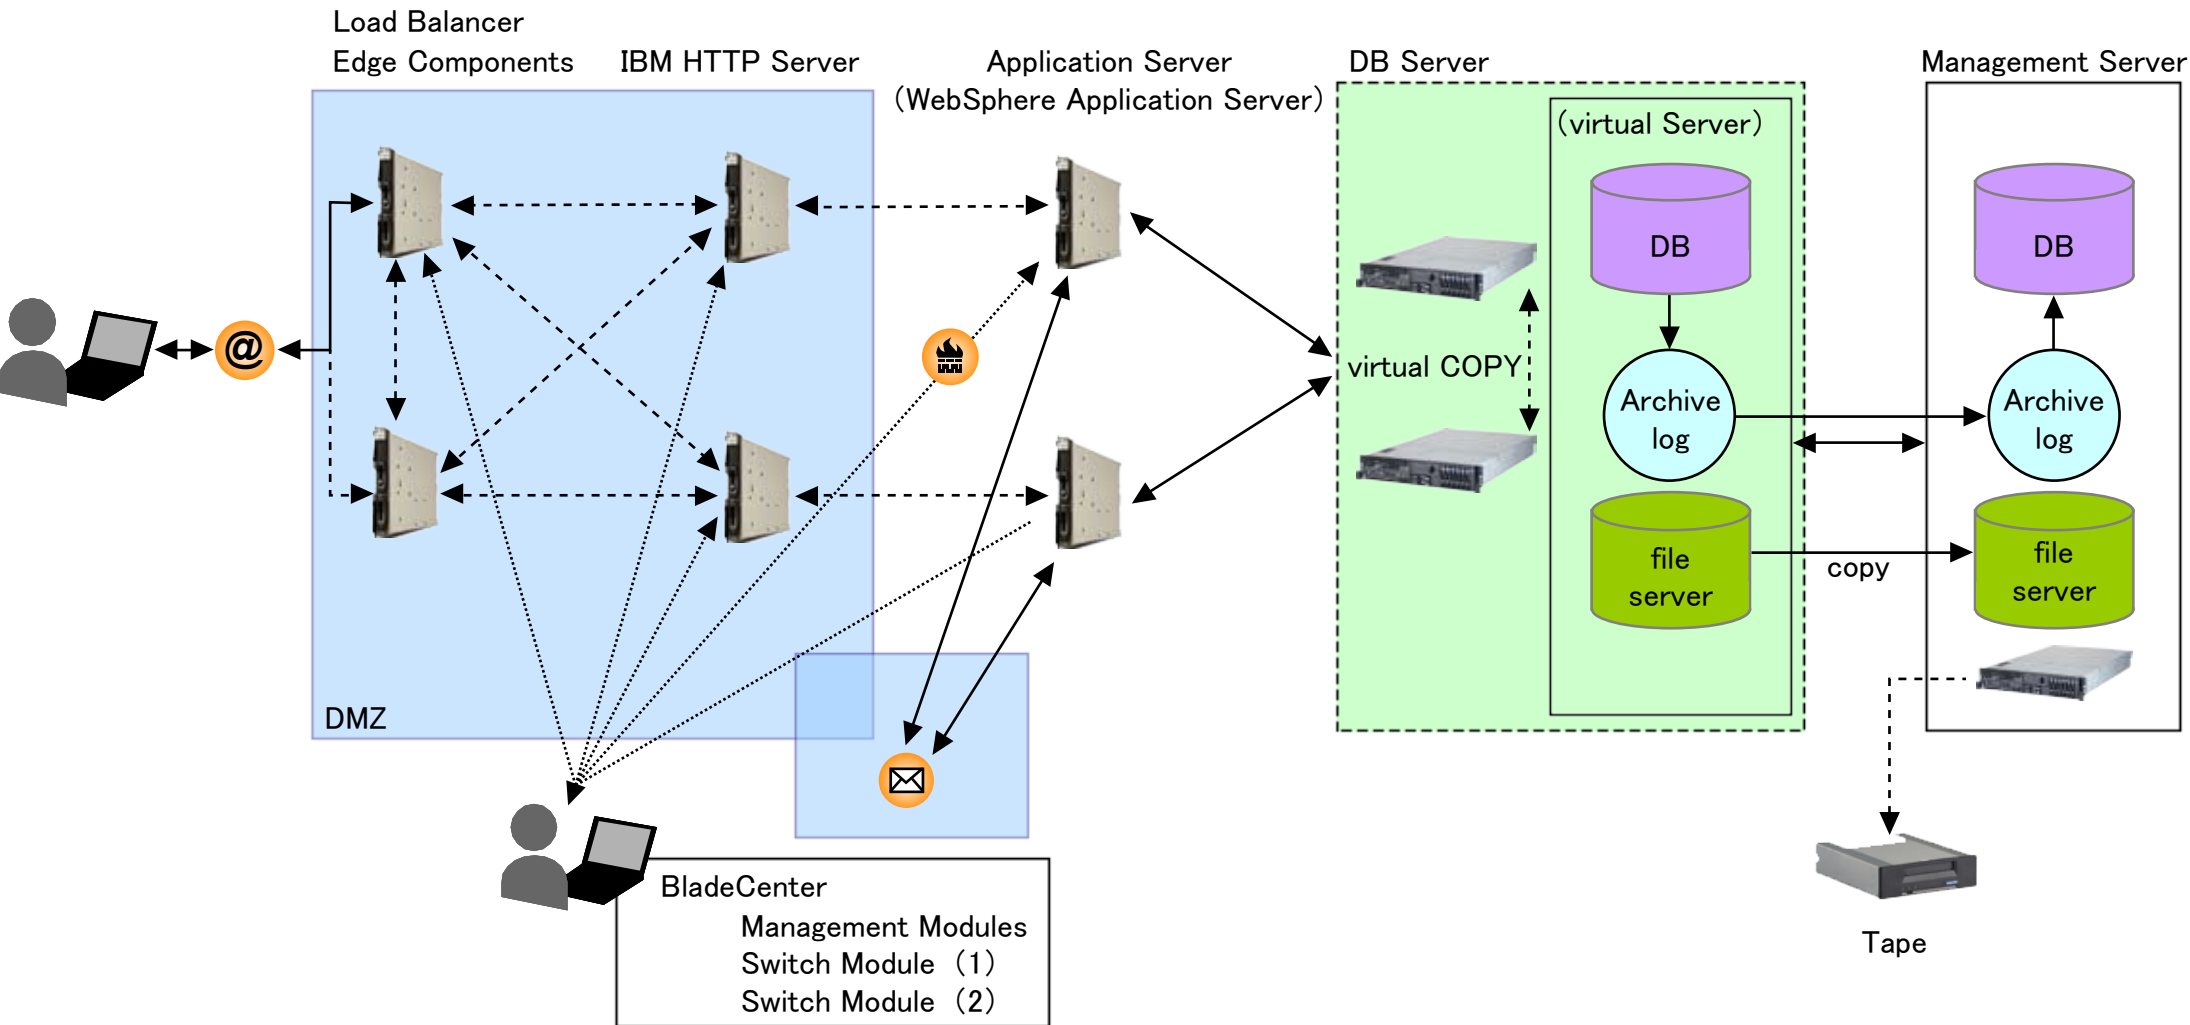 Load Balancer
Edge Components
IBM HTTP Server
Application Server
（WebSphere Application Server）
DB Server
Management Server
（virtual Server）
DB
DB
@
virtual COPY
Archive
log
Archive
log
file
server
copy
file
server
DMZ
BladeCenter
Management Modules
Switch Module （1）
Switch Module （2）
Tape